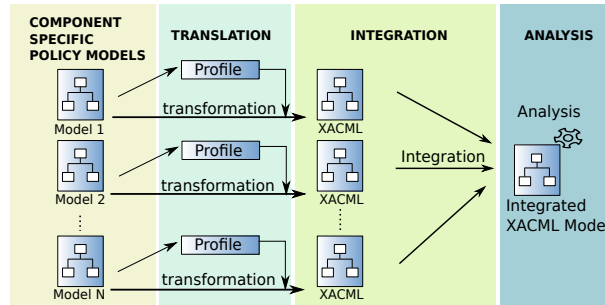 COMPONENT
SPECIFIC
POLICY MODELS
TRANSLATION
INTEGRATION
ANALYSIS
Profile
transformation
Model 1
XACML
Profile
transformation
Model 2
XACML
Profile
transformation
Model N
XACML
Integration
Analysis
Integrated
XACML Model